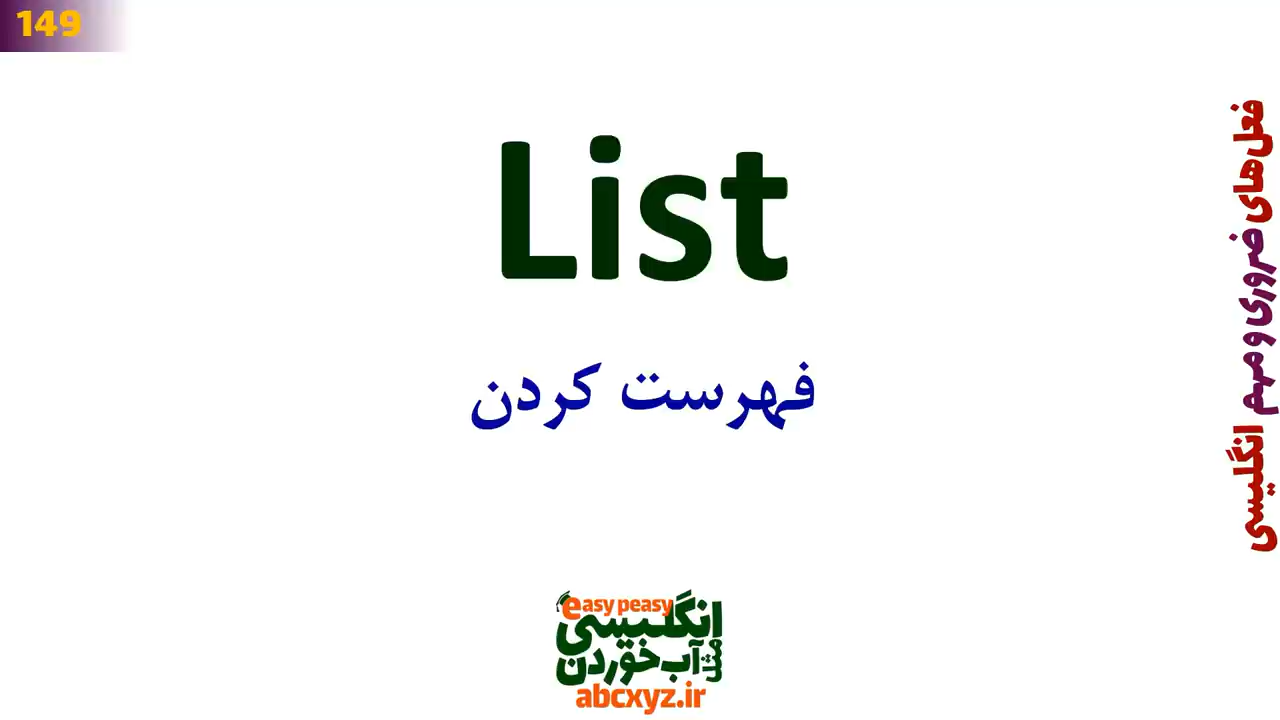 149
List
فهرست کردن
فعل‌های ضروری و مهم انگلیسی
easy peasy
انگلیسی
مثل آب خوردن
abcxyz.ir